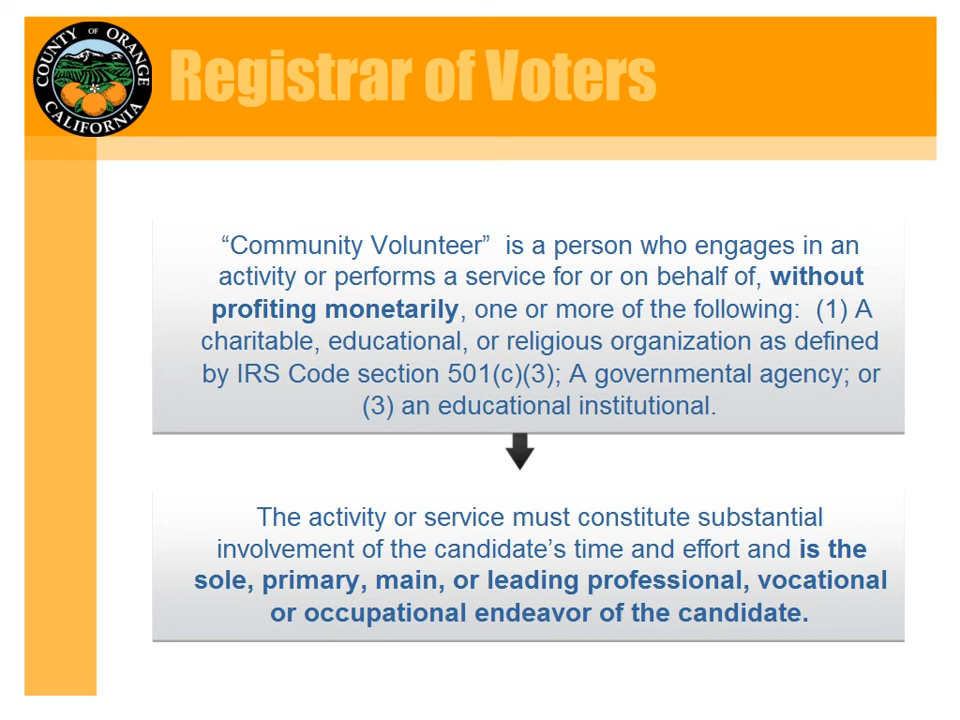 COUNTY OF ORANGE
CALIFORNIA
Registrar of Voters
“Community Volunteer”  is a person who engages in an
activity or performs a service for or on behalf of, without
profiting monetarily, one or more of the following:  (1) A
charitable, educational, or religious organization as defined
by IRS Code section 501(c)(3); A governmental agency; or
(3) an educational institutional.
The activity or service must constitute substantial
involvement of the candidate’s time and effort and is the
sole, primary, main, or leading professional, vocational
or occupational endeavor of the candidate.